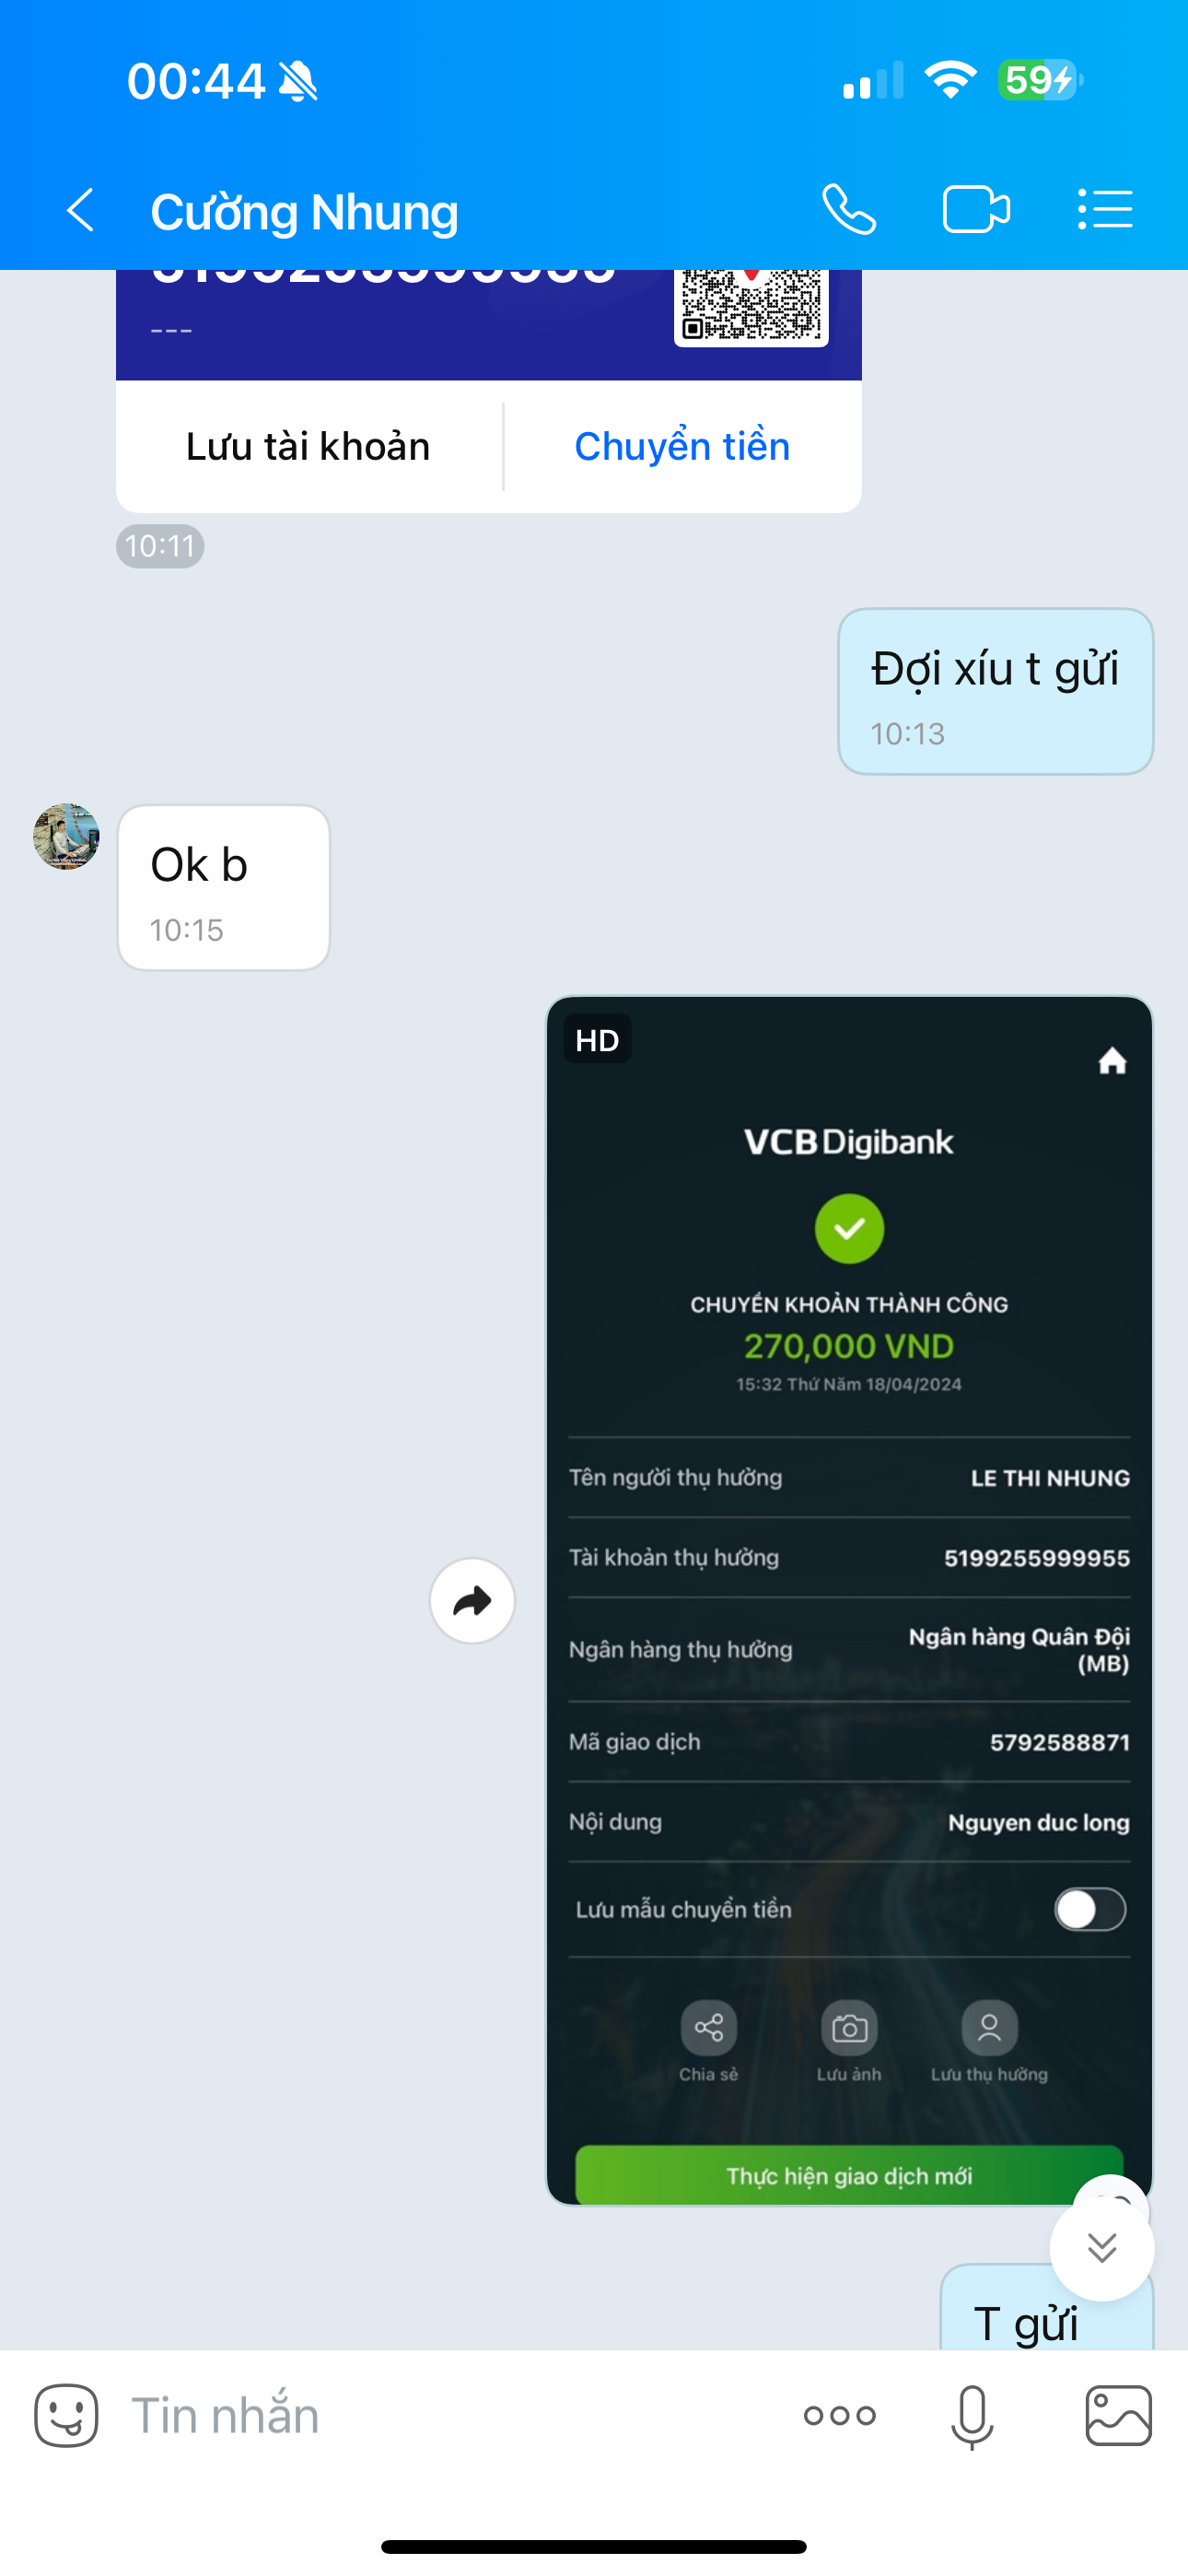 00:44
59
Cường Nhung
---
Lưu tài khoản
Chuyển tiền
10:11
Đợi xíu t gửi
10:13
Ok b
10:15
HD
VCB Digibank
CHUYỂN KHOẢN THÀNH CÔNG
270,000 VND
15:32 Thứ Năm 18/04/2024
Tên người thụ hưởng
LE THI NHUNG
Tài khoản thụ hưởng
5199255999955
Ngân hàng thụ hưởng
Ngân hàng Quân Đội
(MB)
Mã giao dịch
5792588871
Nội dung
Nguyen duc long
Lưu mẫu chuyển tiền
Chia sẻ
Lưu ảnh
Lưu thụ hưởng
Thực hiện giao dịch mới
T gửi
Tin nhắn